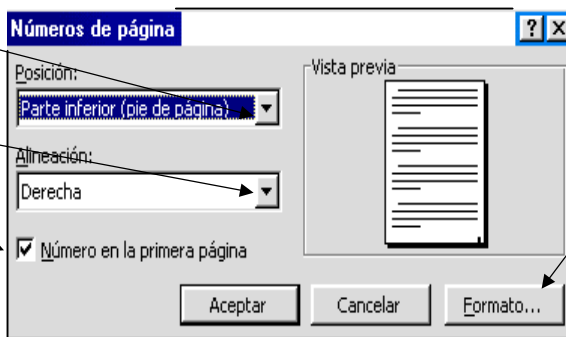 Números de página
Posición:
Vista previa
Parte inferior (pie de página)
Alineación:
Derecha
Número en la primera página
Aceptar
Cancelar
Formato...